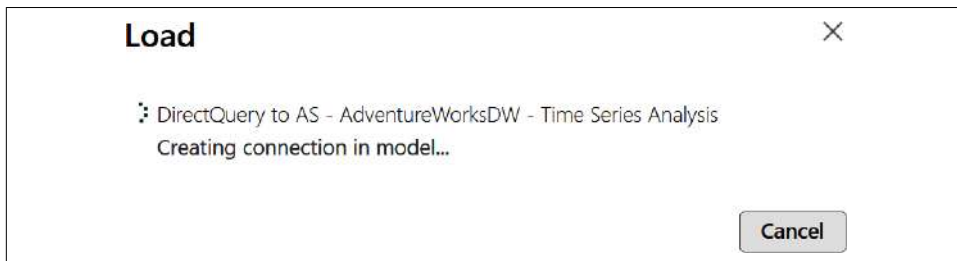 Load
DirectQuery to AS - AdventureWorksDW - Time Series Analysis
Creating connection in model...
Cancel